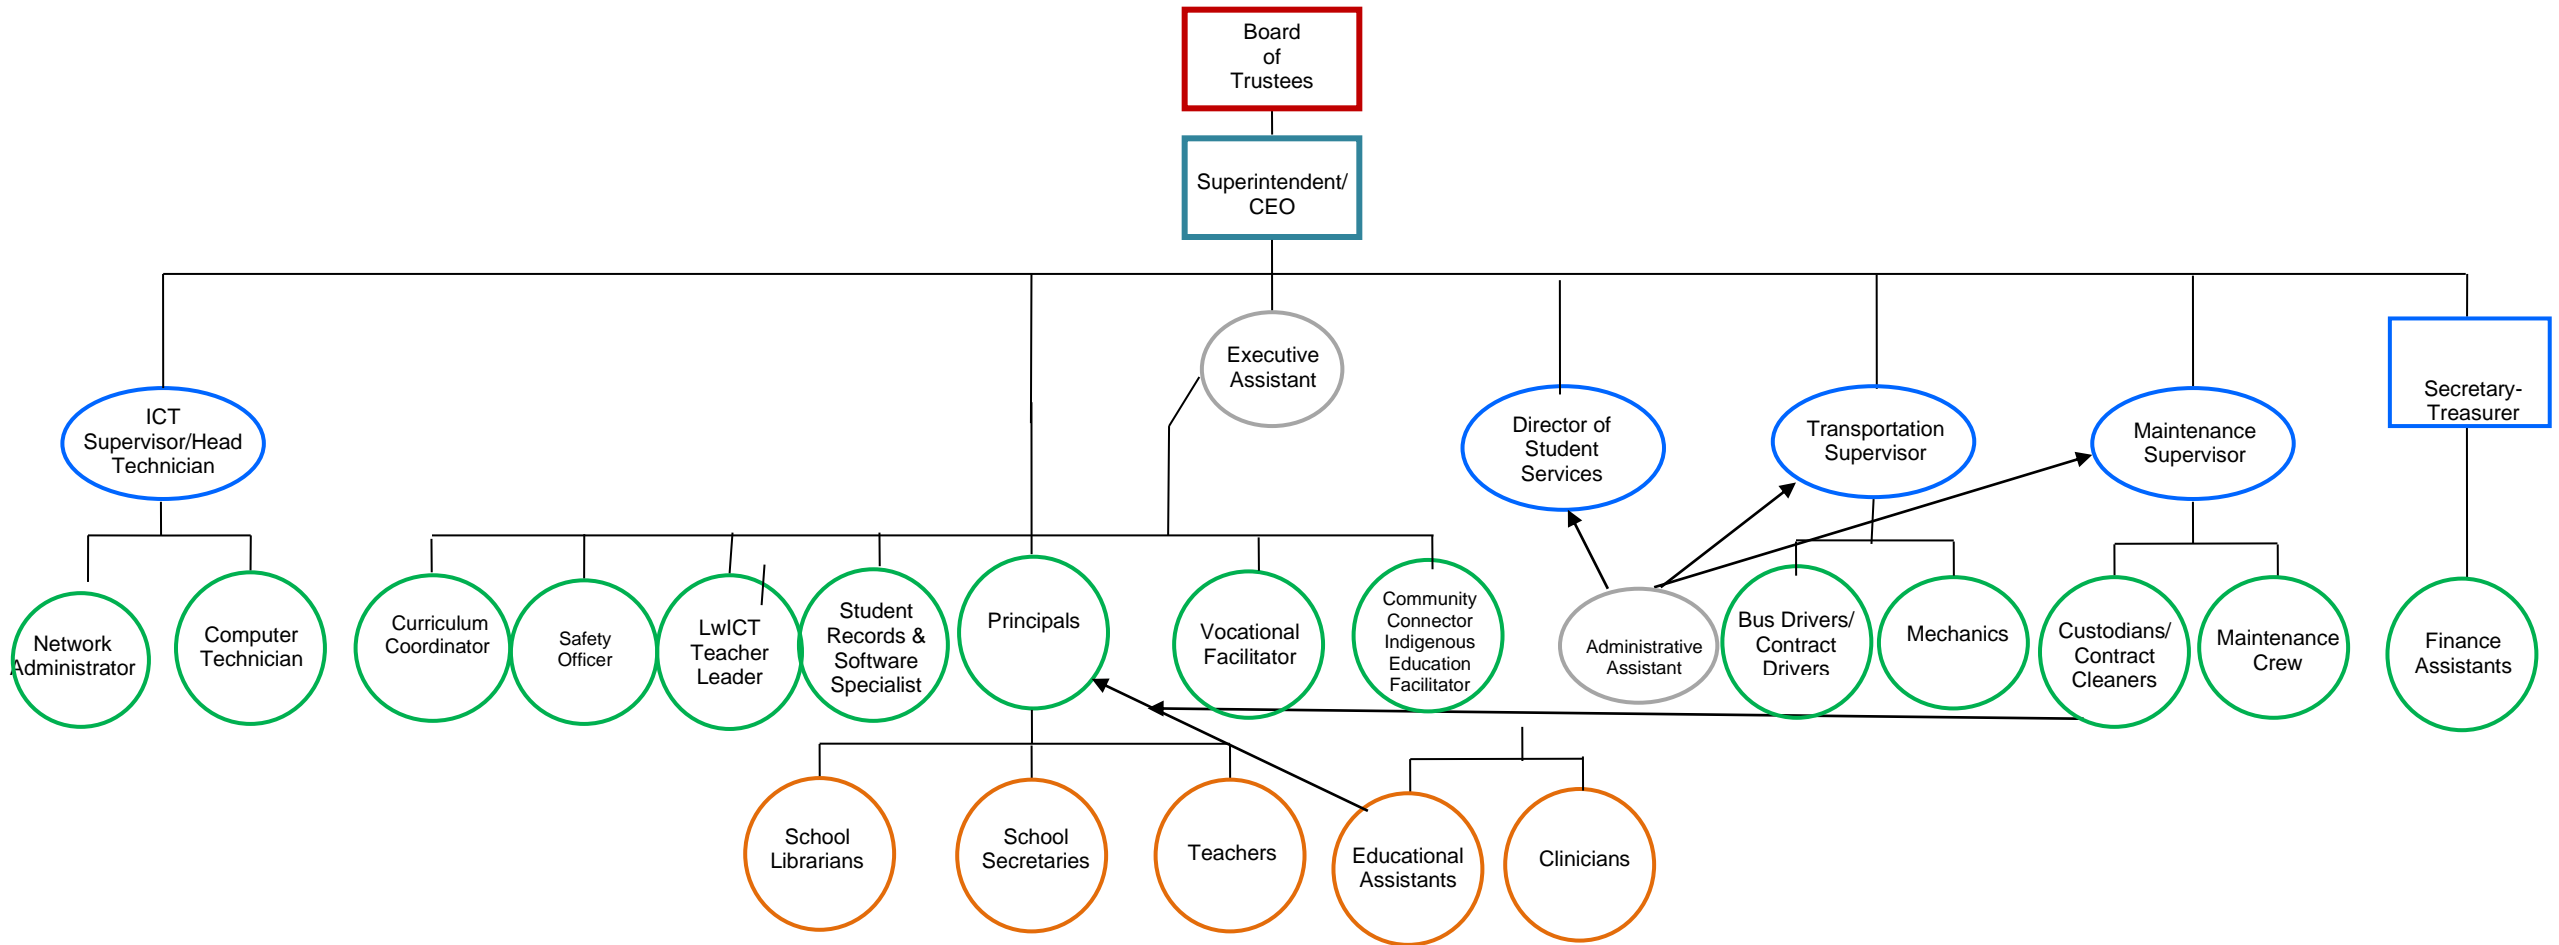 Board
of
Trustees
Superintendent/
CEO
Executive
Assistant
ICT
Supervisor/Head
Technician
Director of
Student
Services
Transportation
Supervisor
Maintenance
Supervisor
Secretary-
Treasurer
Network
Administrator
Computer
Technician
Curriculum
Coordinator
Safety
Officer
LwICT
Teacher
Leader
Student
Records &
Software
Specialist
Principals
Vocational
Facilitator
Community
Connector
Indigenous
Education
Facilitator
Administrative
Assistant
Bus Drivers/
Contract
Drivers
Mechanics
Custodians/
Contract
Cleaners
Maintenance
Crew
Finance
Assistants
School
Librarians
School
Secretaries
Teachers
Educational
Assistants
Clinicians